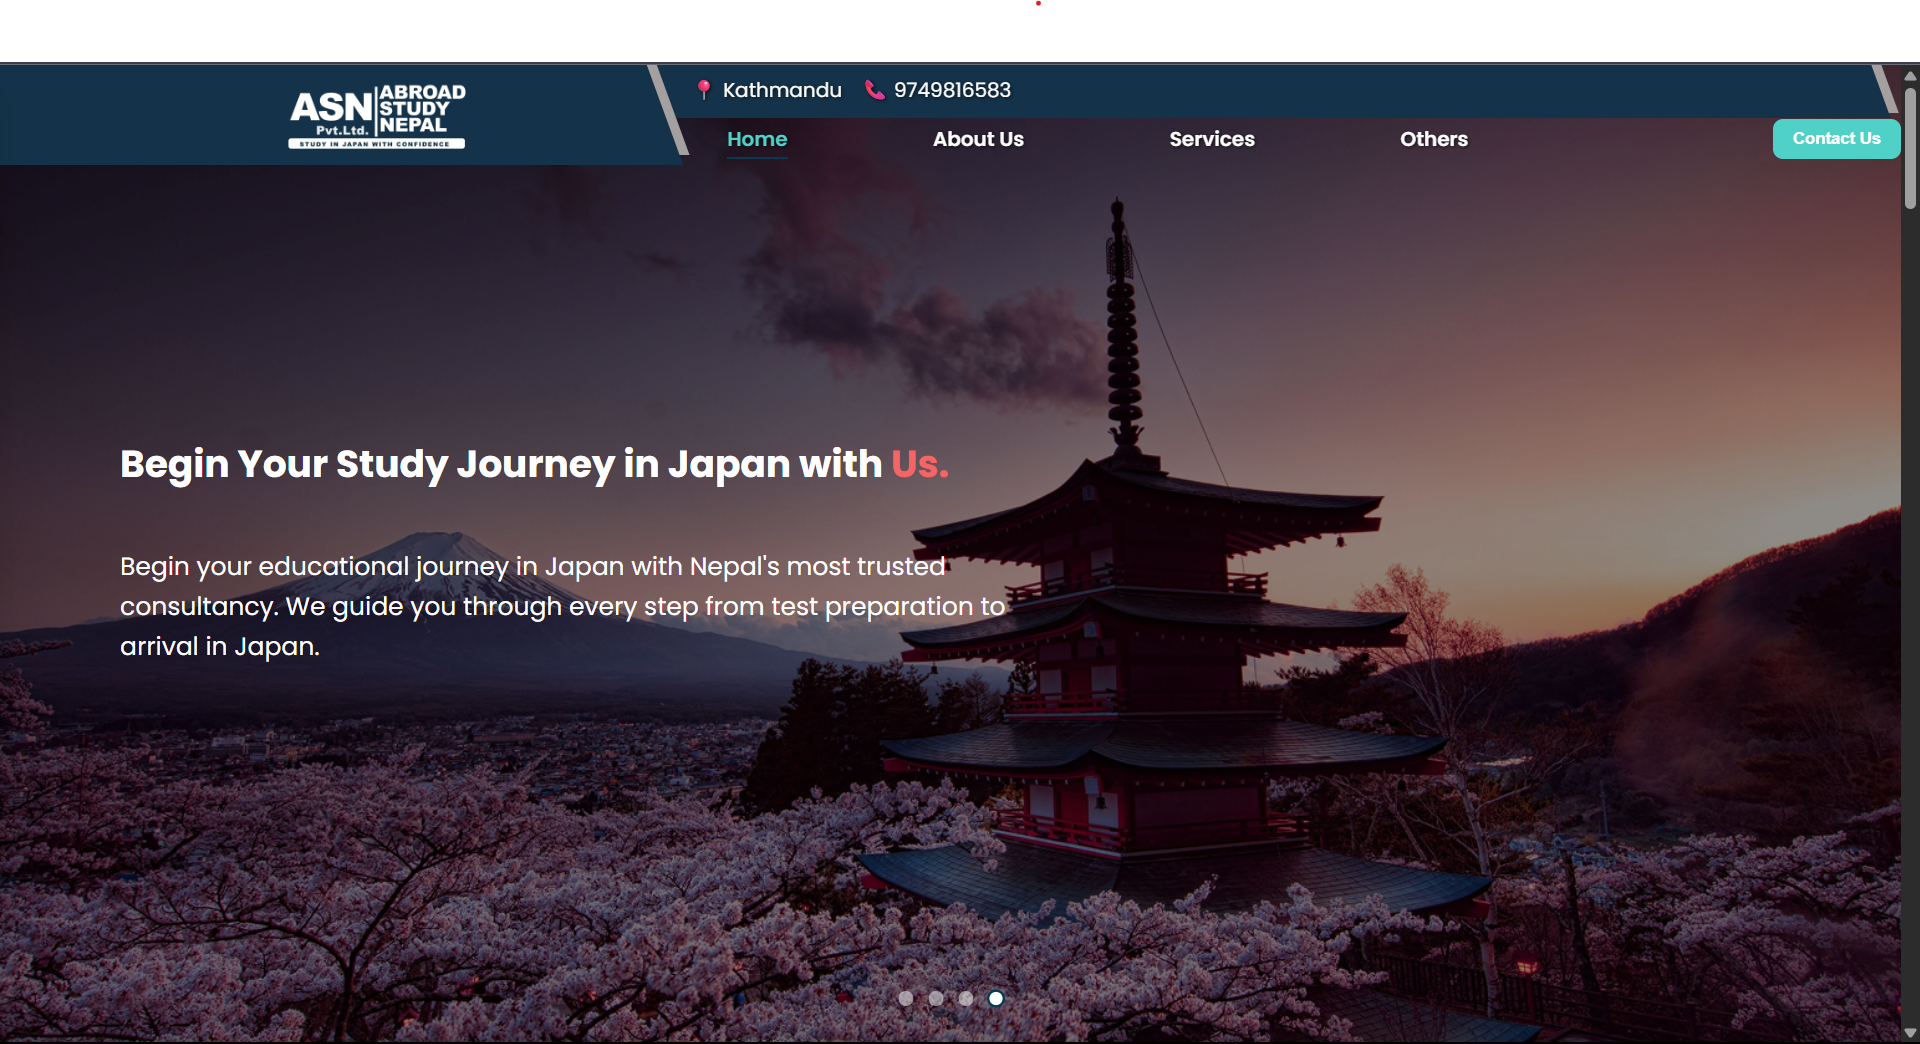 ASN
Pvt.Ltd.
ABROAD
STUDY
NEPAL
STUDY IN JAPAN WITH CONFIDENCE
Kathmandu 9749816583
Home About Us Services Others Contact Us
Begin Your Study Journey in Japan with Us.
Begin your educational journey in Japan with Nepal's most trusted
consultancy. We guide you through every step from test preparation to
arrival in Japan.